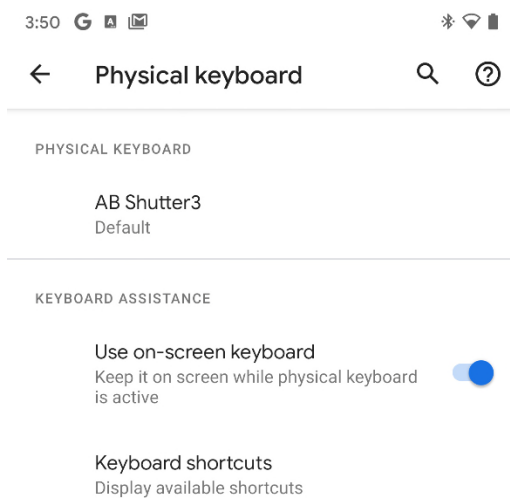 3:50 G A M
Physical keyboard
PHYSICAL KEYBOARD
AB Shutter3
Default
KEYBOARD ASSISTANCE
Use on-screen keyboard
Keep it on screen while physical keyboard
is active
Keyboard shortcuts
Display available shortcuts